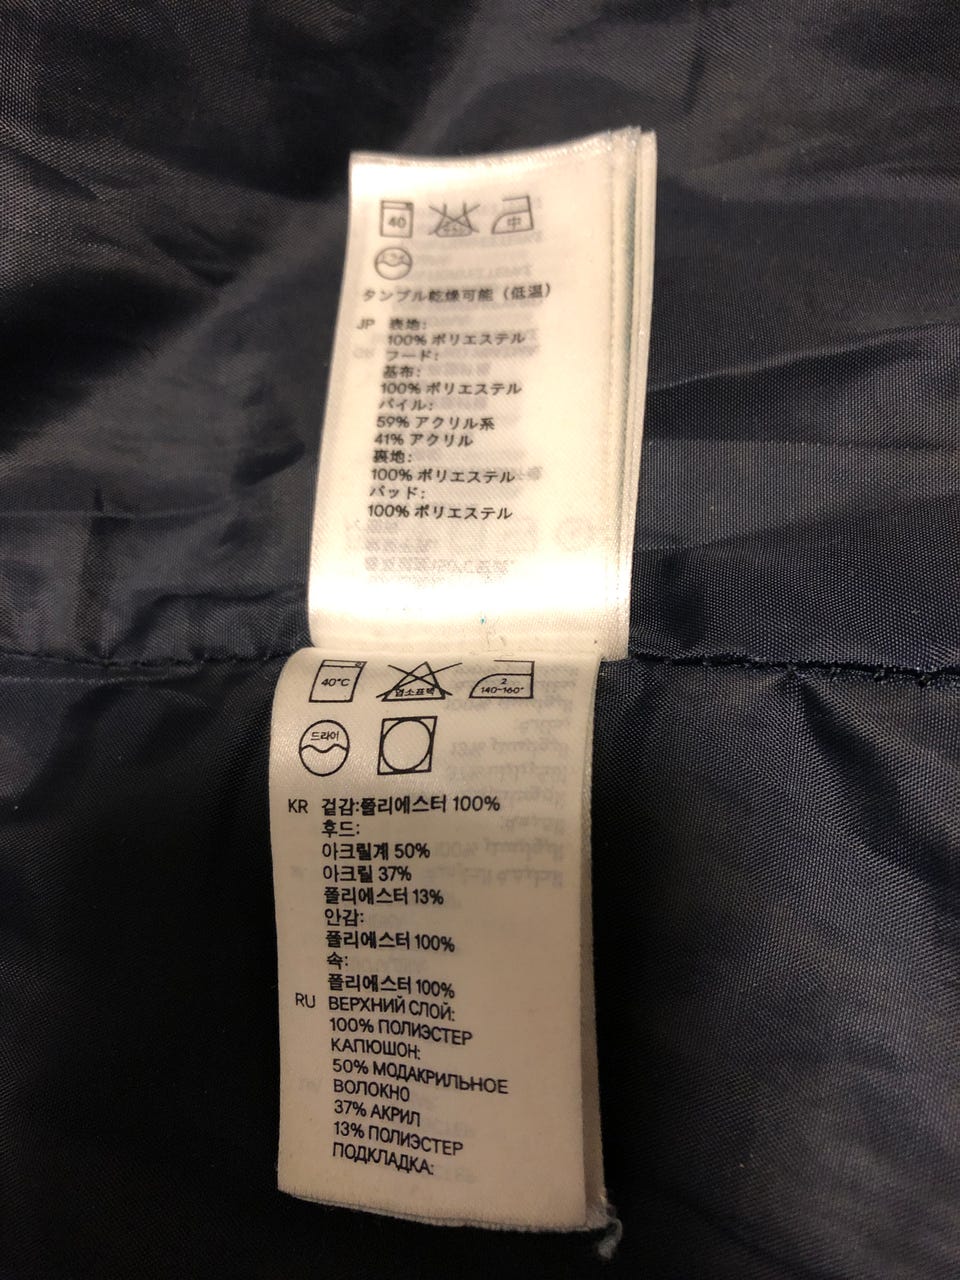 40
中
タンブル乾燥可能（低温）
JP 表地:
100% ポリエステル
フード:
基布:
100% ポリエステル
パイル:
59% アクリル系
41% アクリル
裏地:
100% ポリエステル
パッド:
100% ポリエステル
40°C
염소표백
2
140-160°
드라이
KR 겉감:폴리에스터 100%
후드:
아크릴계 50%
아크릴 37%
폴리에스터 13%
안감:
폴리에스터 100%
속:
폴리에스터 100%
RU ВЕРХНИЙ СЛОЙ:
100% ПОЛИЭСТЕР
КАПЮШОН:
50% МОДАКРИЛЬНОЕ
ВОЛОКНО
37% АКРИЛ
13% ПОЛИЭСТЕР
ПОДКЛАДКА: